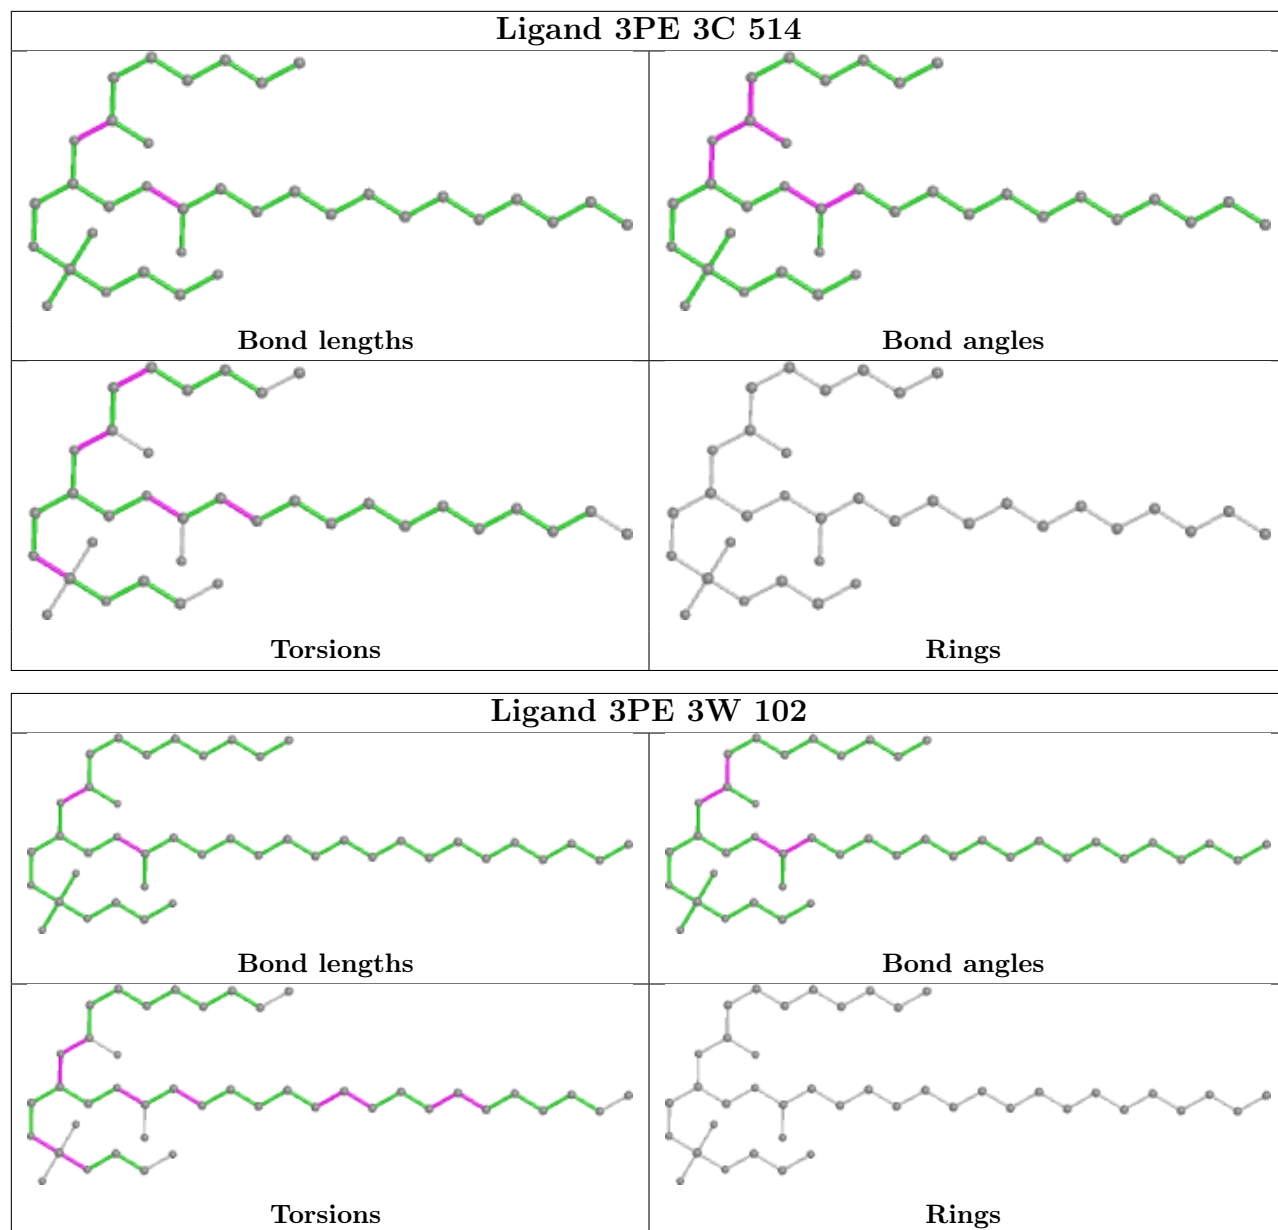 Ligand 3PE 3C 514
Bond lengths
Bond angles
Torsions
Rings
Ligand 3PE 3W 102
Bond lengths
Bond angles
Torsions
Rings